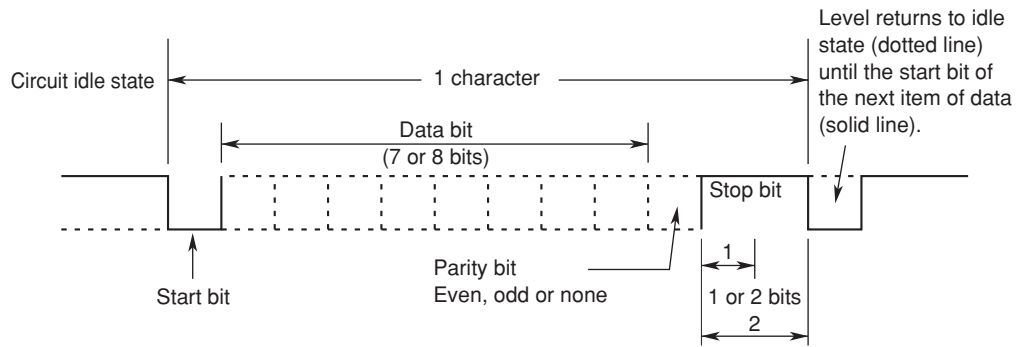 Level returns to idle
state (dotted line)
until the start bit of
the next item of data
(solid line).
Circuit idle state
1 character
Data bit
(7 or 8 bits)
Stop bit
1
Parity bit
Even, odd or none
Start bit
1 or 2 bits
2